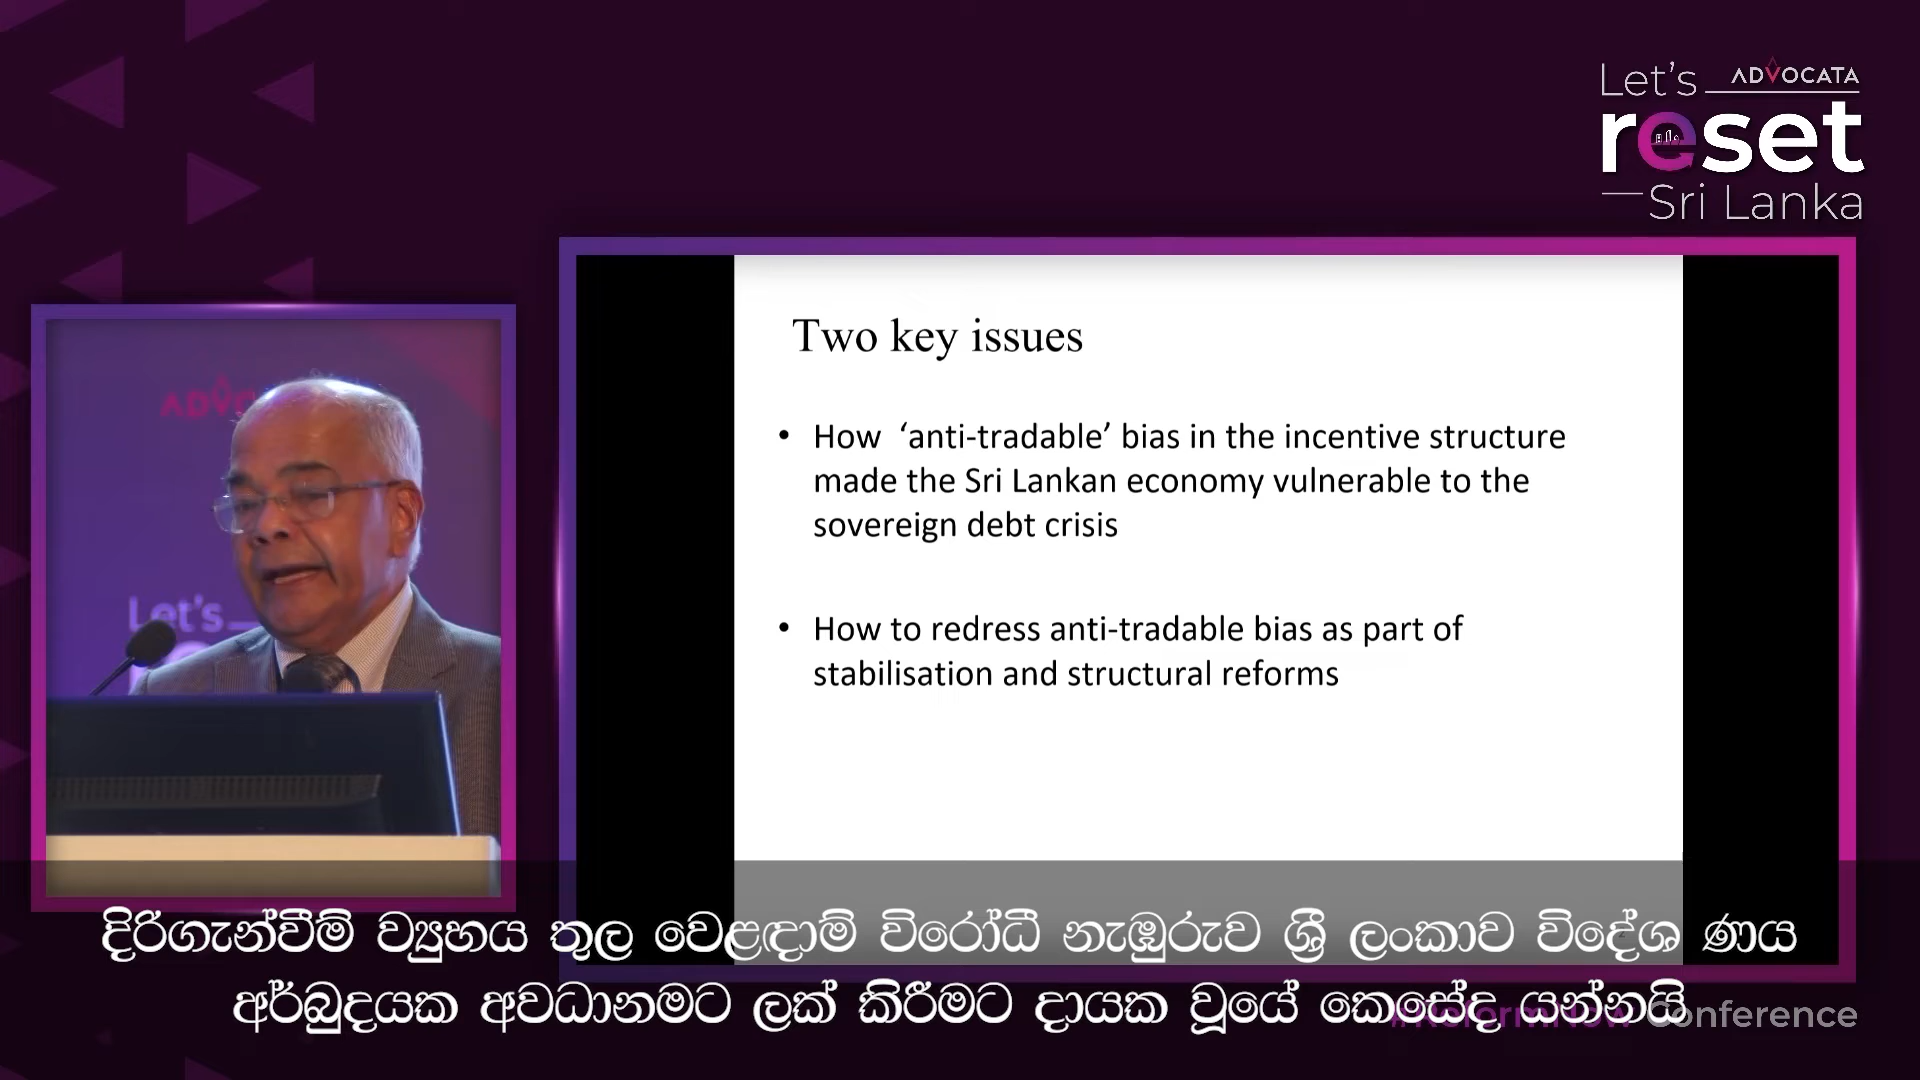 Let's ADVOCATA
reset
Sri Lanka
ADVOC
Let's
Two key issues
• How ‘anti-tradable’ bias in the incentive structure
made the Sri Lankan economy vulnerable to the
sovereign debt crisis
• How to redress anti-tradable bias as part of
stabilisation and structural reforms
දිරිගැන්වීම් ව්‍යුහය තුල වෙළඳාම් විරෝධී නැඹුරුව ශ්‍රී ලංකාව විදේශ ණය
අර්බුදයක අවධානමට ලක් කිරීමට දායක වූයේ කෙසේද යන්නයි
#ReformNow Conference